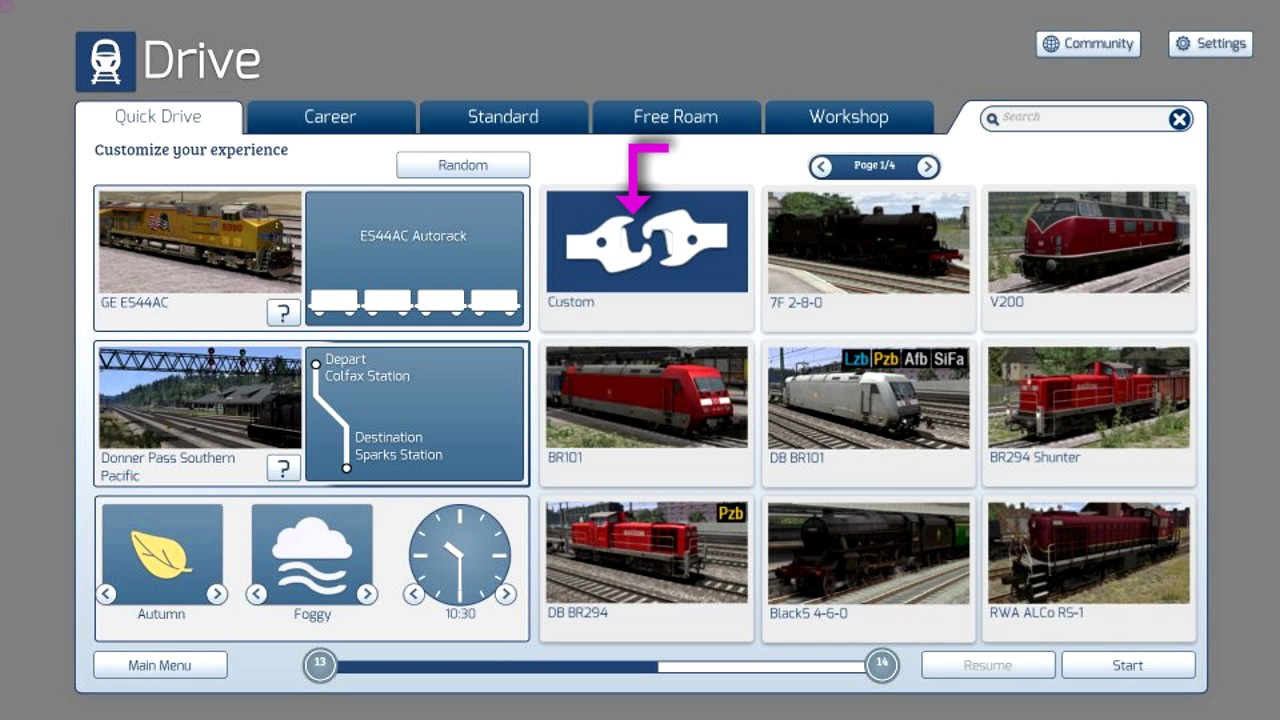 Drive
Community
Settings
Quick Drive
Career
Standard
Free Roam
Workshop
Search
Customize your experience
Random
Page 1/4
ES44AC Autorack
GE ES44AC
?
Custom
7F 2-8-0
V200
Depart
Colfax Station
Destination
Sparks Station
Donner Pass Southern
Pacific
?
BR101
Lzb Pzb Afb SiFa
DB BR101
BR294 Shunter
Autumn
Foggy
10:30
Pzb
DB BR294
Black5 4-6-0
RWA ALCo RS-1
Main Menu
13
14
Resume
Start